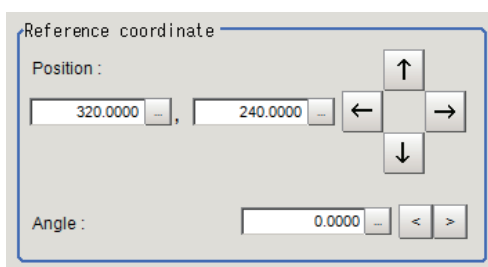 Reference coordinate
Position :
320.0000 ... , 240.0000 ... ← ↑ → ↓
Angle : 0.0000 ... < >